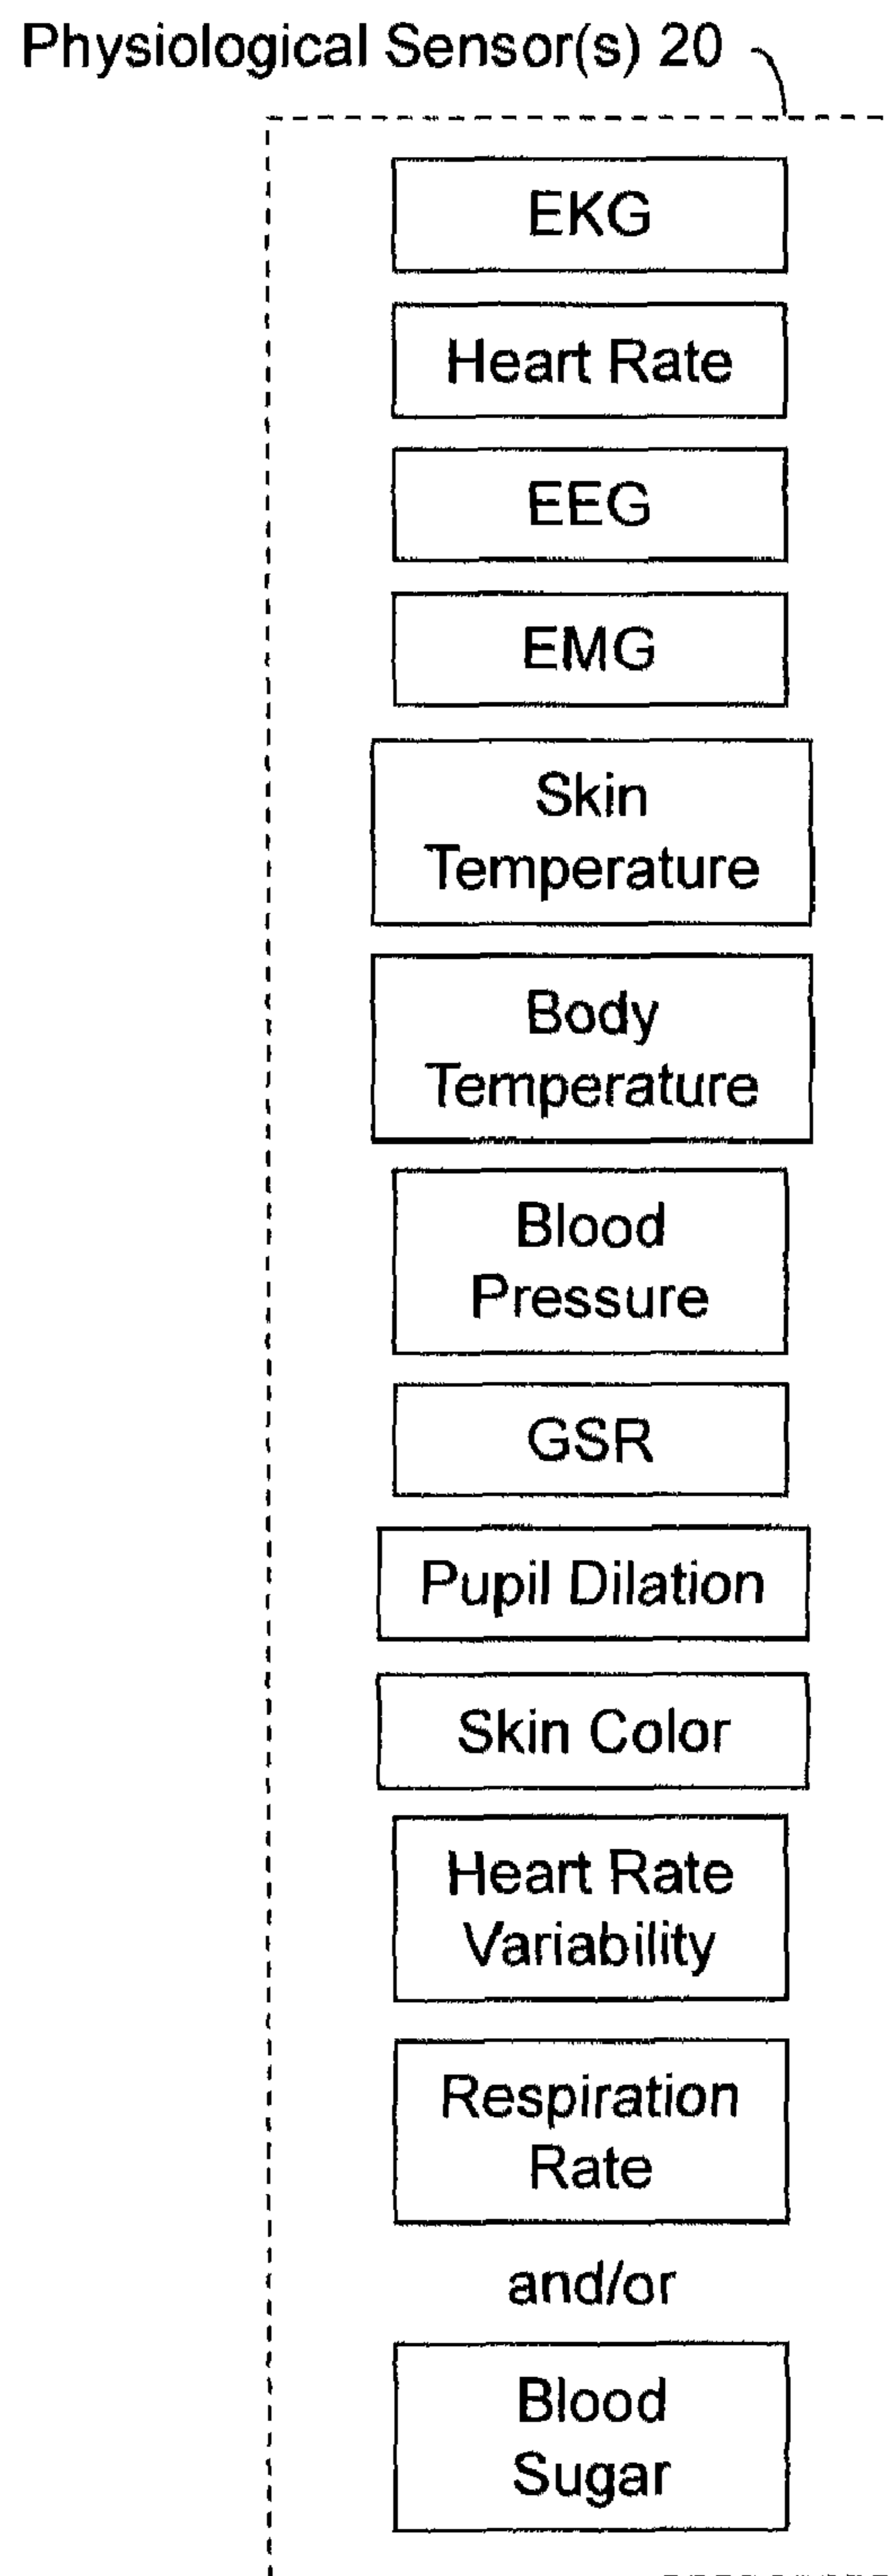 Physiological Sensor(s) 20
EKG
Heart Rate
EEG
EMG
Skin
Temperature
Body
Temperature
Blood
Pressure
GSR
Pupil Dilation
Skin Color
Heart Rate
Variability
Respiration
Rate
and/or
Blood
Sugar